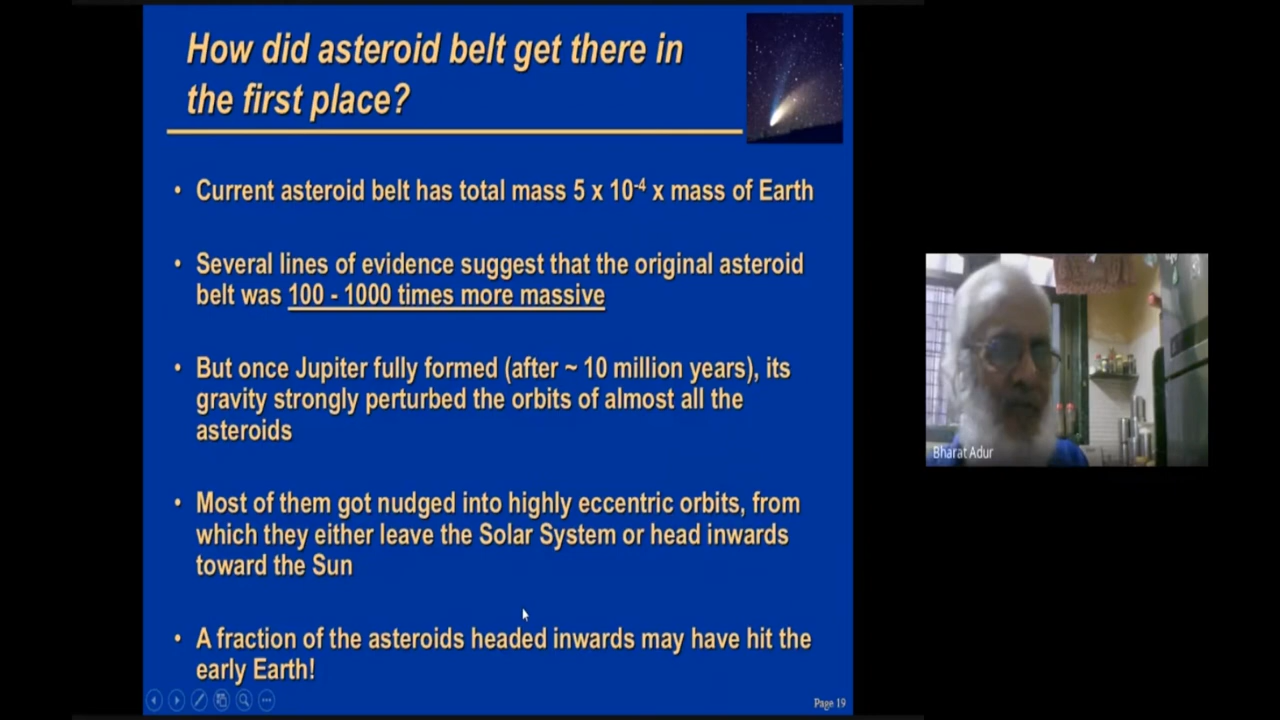 How did asteroid belt get there in
the first place?
• Current asteroid belt has total mass 5 x 10⁻⁴ x mass of Earth
• Several lines of evidence suggest that the original asteroid
belt was 100 - 1000 times more massive
• But once Jupiter fully formed (after ~ 10 million years), its
gravity strongly perturbed the orbits of almost all the
asteroids
• Most of them got nudged into highly eccentric orbits, from
which they either leave the Solar System or head inwards
toward the Sun
• A fraction of the asteroids headed inwards may have hit the
early Earth!
Page 19
Bharat Adur